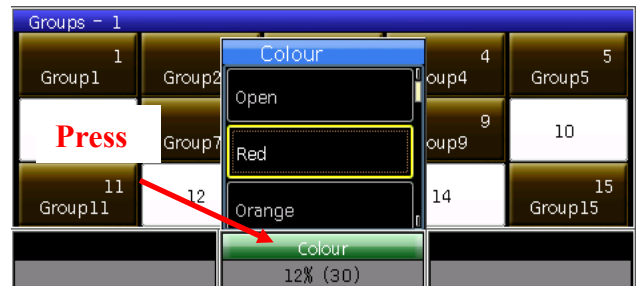 Groups - 1
1
Group1
Group2
4
oup4
5
Group5
Colour
Open
Red
Orange
Press
Group7
9
oup9
10
11
Group11
12
14
15
Group15
Colour
12% (30)